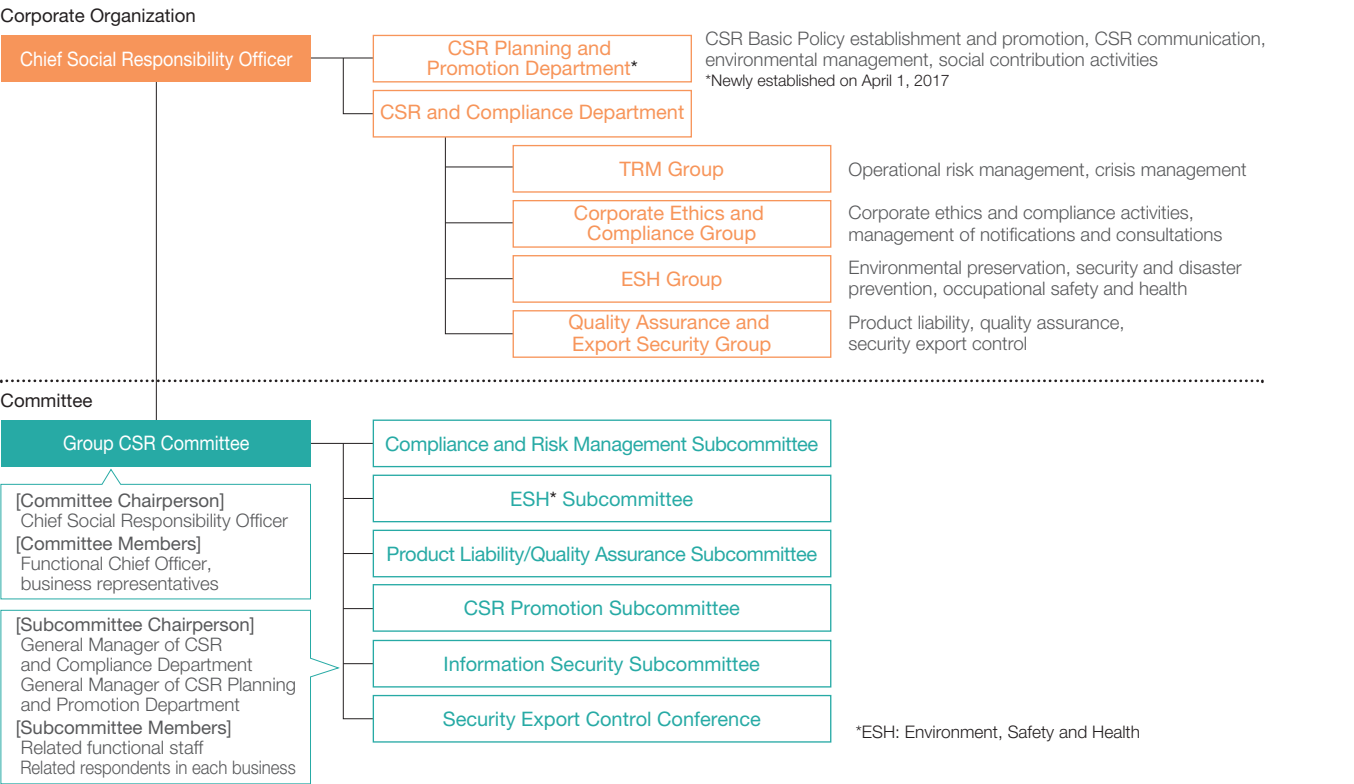 Corporate Organization
Chief Social Responsibility Officer
CSR Planning and
Promotion Department*
CSR Basic Policy establishment and promotion, CSR communication,
environmental management, social contribution activities
*Newly established on April 1, 2017
CSR and Compliance Department
TRM Group
Operational risk management, crisis management
Corporate Ethics and
Compliance Group
Corporate ethics and compliance activities,
management of notifications and consultations
ESH Group
Environmental preservation, security and disaster
prevention, occupational safety and health
Quality Assurance and
Export Security Group
Product liability, quality assurance,
security export control
Committee
Group CSR Committee
[Committee Chairperson]
Chief Social Responsibility Officer
[Committee Members]
Functional Chief Officer,
business representatives
[Subcommittee Chairperson]
General Manager of CSR
and Compliance Department
General Manager of CSR Planning
and Promotion Department
[Subcommittee Members]
Related functional staff
Related respondents in each business
Compliance and Risk Management Subcommittee
ESH* Subcommittee
Product Liability/Quality Assurance Subcommittee
CSR Promotion Subcommittee
Information Security Subcommittee
Security Export Control Conference
*ESH: Environment, Safety and Health